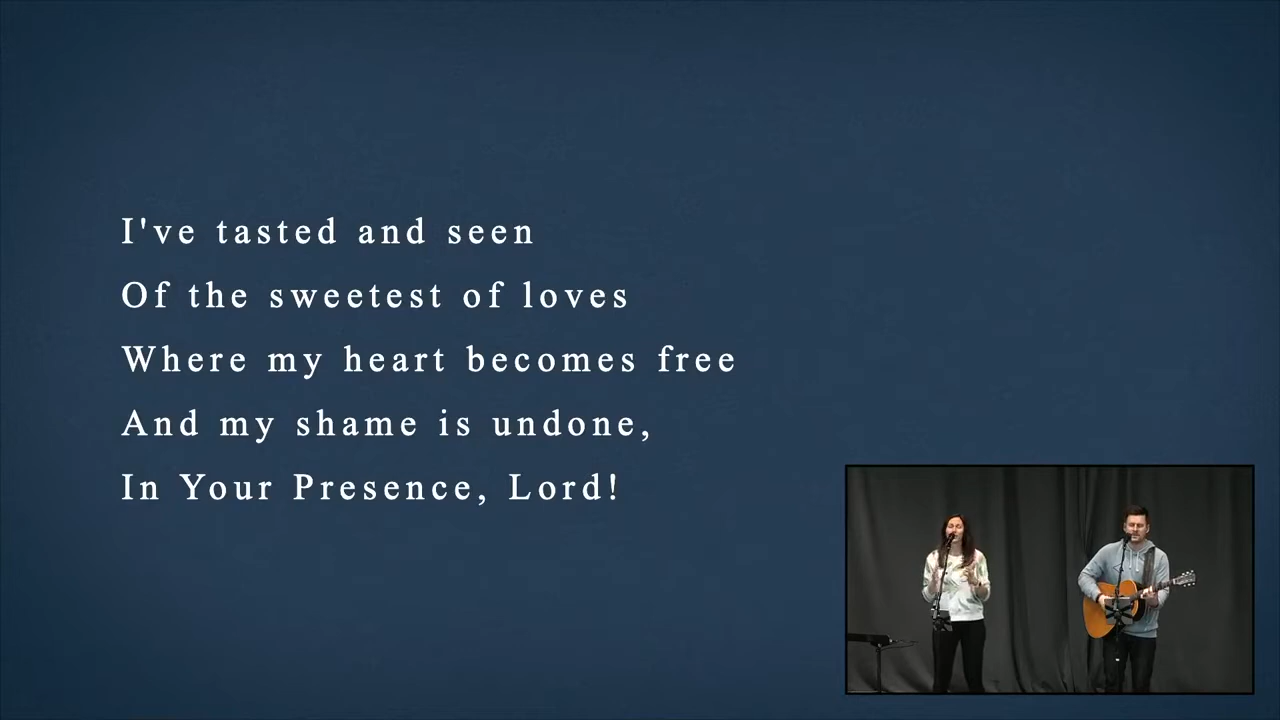 I've tasted and seen
Of the sweetest of loves
Where my heart becomes free
And my shame is undone,
In Your Presence, Lord!